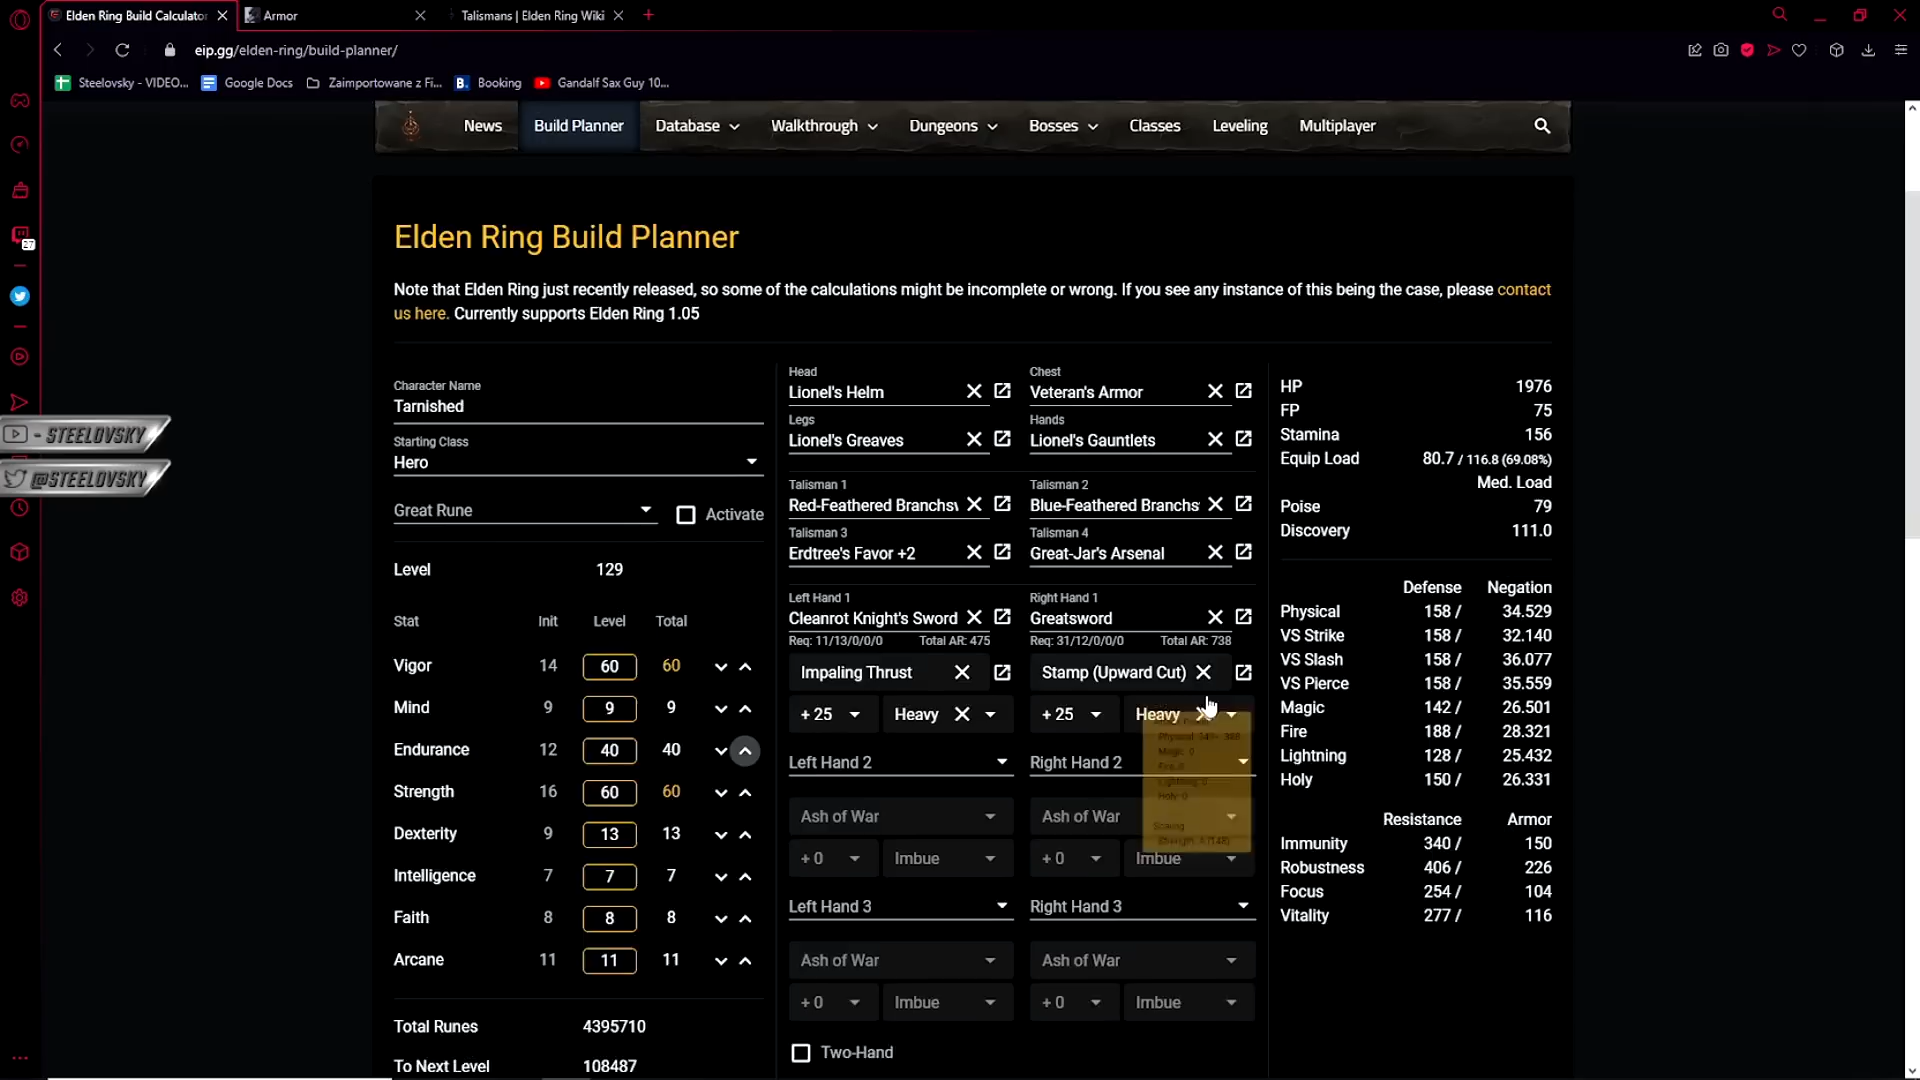 Elden Ring Build Calculator
Armor
Talismans | Elden Ring Wiki
eip.gg/elden-ring/build-planner/
Steelovsky - VIDEO...
Google Docs
Zaimportowane z Fi...
B. Booking
Gandalf Sax Guy 10...
27
News
Build Planner
Database
Walkthrough
Dungeons
Bosses
Classes
Leveling
Multiplayer
Elden Ring Build Planner
Note that Elden Ring just recently released, so some of the calculations might be incomplete or wrong. If you see any instance of this being the case, please contact
us here. Currently supports Elden Ring 1.05
- STEELOVSKY
@STEELOVSKY
Character Name
Tarnished
Starting Class
Hero
Great Rune
Activate
Level 129
Stat Init Level Total
Vigor 14 60 60
Mind 9 9 9
Endurance 12 40 40
Strength 16 60 60
Dexterity 9 13 13
Intelligence 7 7 7
Faith 8 8 8
Arcane 11 11 11
Total Runes 4395710
To Next Level 108487
Head Chest
Lionel's Helm Veteran's Armor
Legs Hands
Lionel's Greaves Lionel's Gauntlets
Talisman 1 Talisman 2
Red-Feathered Branchsv Blue-Feathered Branchs
Talisman 3 Talisman 4
Erdtree's Favor +2 Great-Jar's Arsenal
Left Hand 1 Right Hand 1
Cleanrot Knight's Sword Greatsword
Req: 11/13/0/0/0 Total AR: 475 Req: 31/12/0/0/0 Total AR: 738
Impaling Thrust Stamp (Upward Cut)
+ 25 Heavy + 25 Heavy
Magic: 0
Holy: 0
Scaling
Left Hand 2 Right Hand 2
Ash of War Ash of War
+ 0 Imbue + 0 Imbue
Left Hand 3 Right Hand 3
Ash of War Ash of War
+ 0 Imbue + 0 Imbue
Two-Hand
HP 1976
FP 75
Stamina 156
Equip Load 80.7 / 116.8 (69.08%)
Med. Load
Poise 79
Discovery 111.0
Defense Negation
Physical 158 / 34.529
VS Strike 158 / 32.140
VS Slash 158 / 36.077
VS Pierce 158 / 35.559
Magic 142 / 26.501
Fire 188 / 28.321
Lightning 128 / 25.432
Holy 150 / 26.331
Resistance Armor
Immunity 340 / 150
Robustness 406 / 226
Focus 254 / 104
Vitality 277 / 116